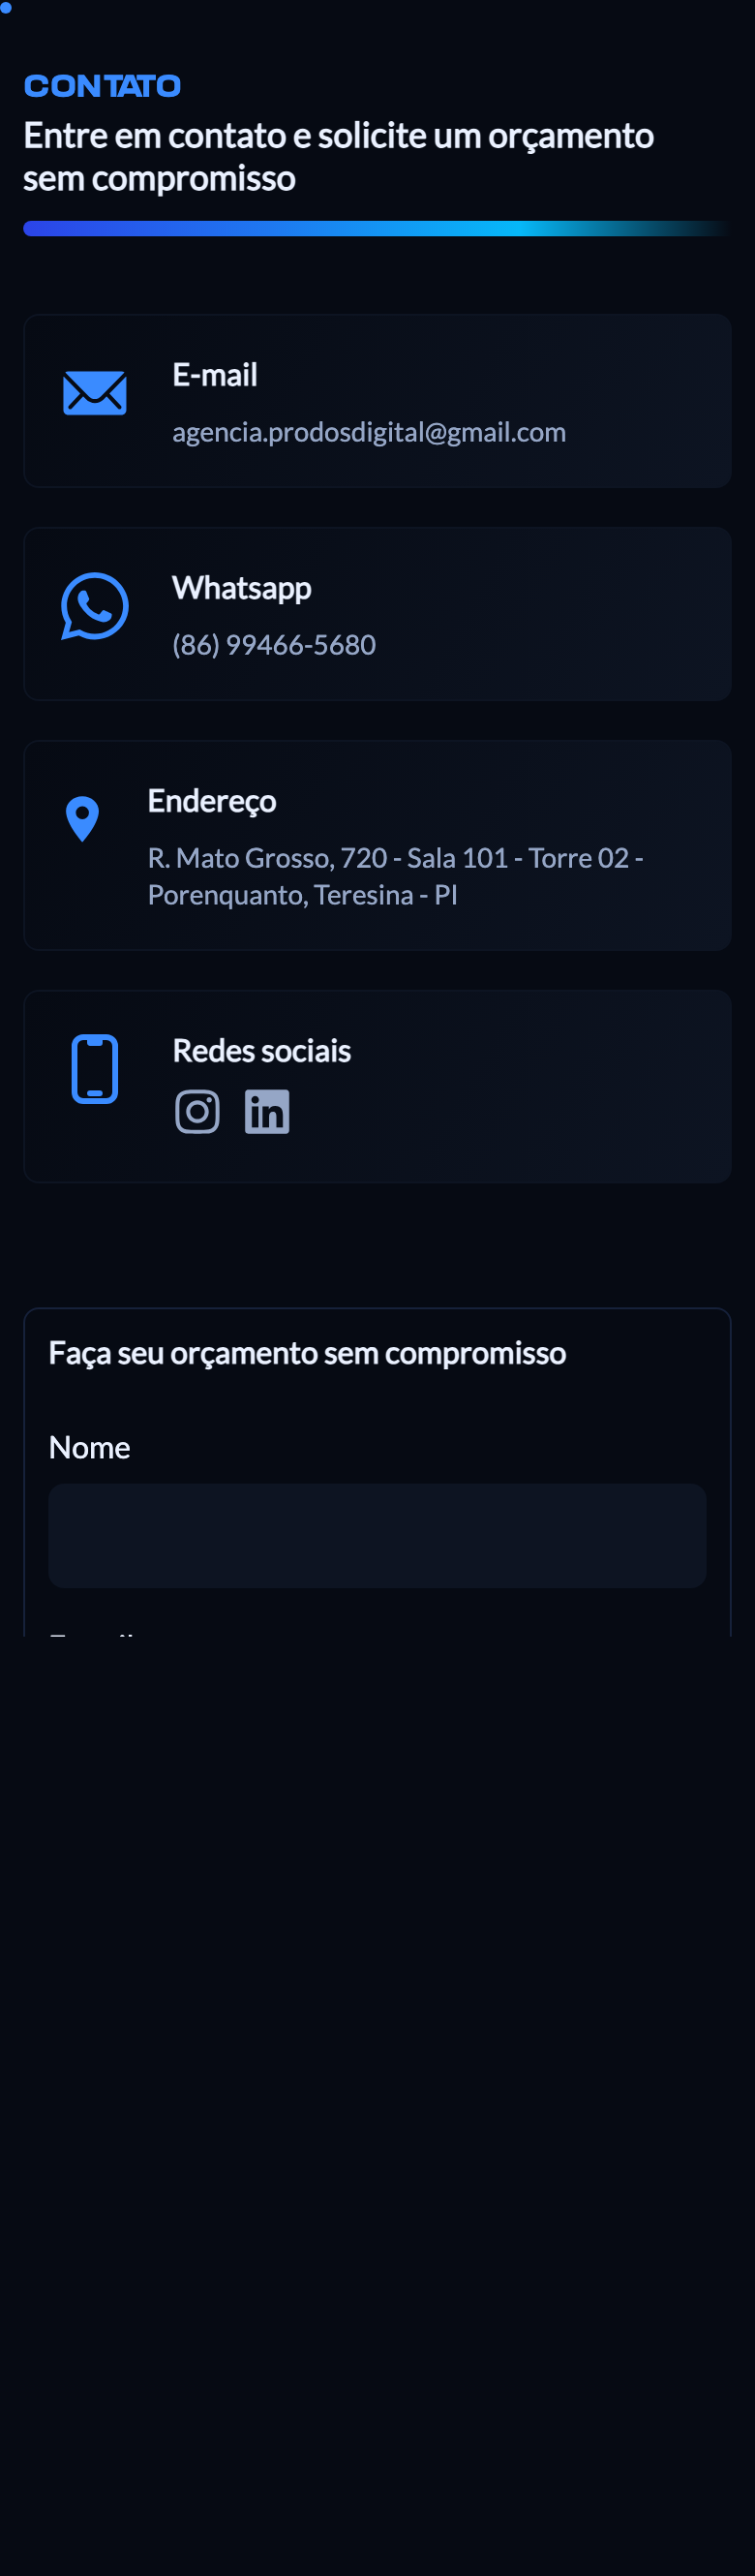 CONTATO
Entre em contato e solicite um orçamento
sem compromisso
E-mail
agencia.prodosdigital@gmail.com
Whatsapp
(86) 99466-5680
Endereço
R. Mato Grosso, 720 - Sala 101 - Torre 02 -
Porenquanto, Teresina - PI
Redes sociais
Faça seu orçamento sem compromisso
Nome